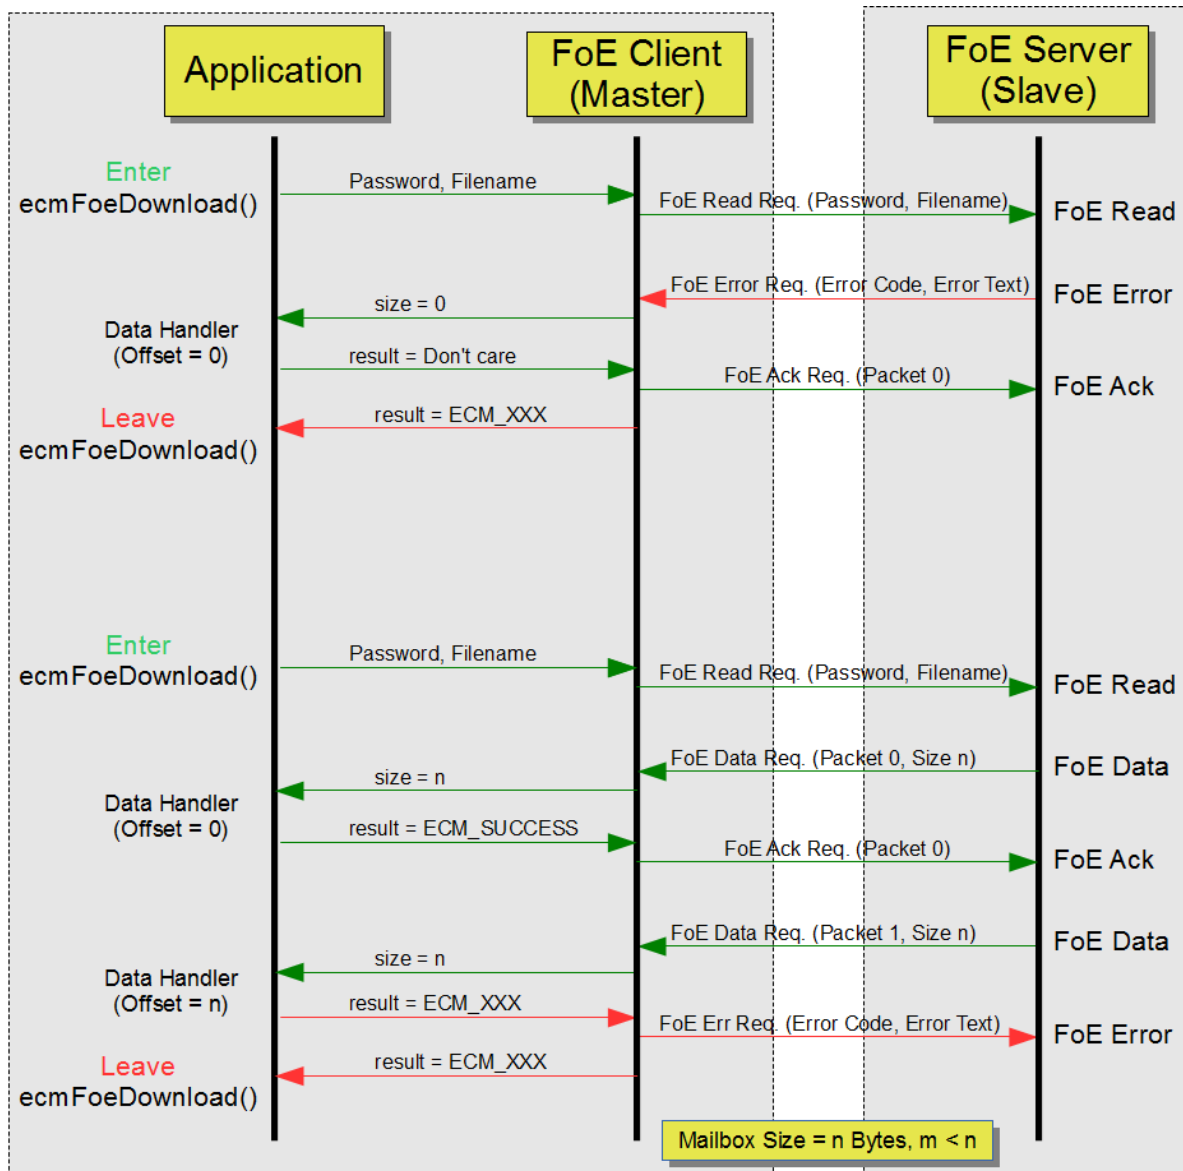 Application
FoE Client
(Master)
FoE Server
(Slave)
Enter
ecmFoeDownload()
Password, Filename
FoE Read Req. (Password, Filename)
FoE Read
FoE Error Req. (Error Code, Error Text)
FoE Error
size = 0
Data Handler
(Offset = 0)
result = Don't care
FoE Ack Req. (Packet 0)
FoE Ack
Leave
ecmFoeDownload()
result = ECM_XXX
Enter
ecmFoeDownload()
Password, Filename
FoE Read Req. (Password, Filename)
FoE Read
FoE Data Req. (Packet 0, Size n)
FoE Data
size = n
Data Handler
(Offset = 0)
result = ECM_SUCCESS
FoE Ack Req. (Packet 0)
FoE Ack
FoE Data Req. (Packet 1, Size n)
FoE Data
size = n
Data Handler
(Offset = n)
result = ECM_XXX
FoE Err Req. (Error Code, Error Text)
FoE Error
Leave
ecmFoeDownload()
result = ECM_XXX
Mailbox Size = n Bytes, m < n